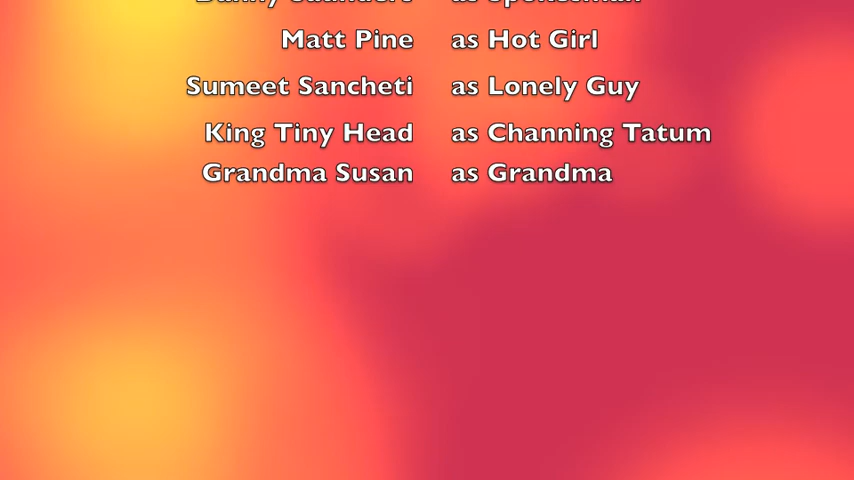 as
Matt Pine as Hot Girl
Sumeet Sancheti as Lonely Guy
King Tiny Head as Channing Tatum
Grandma Susan as Grandma